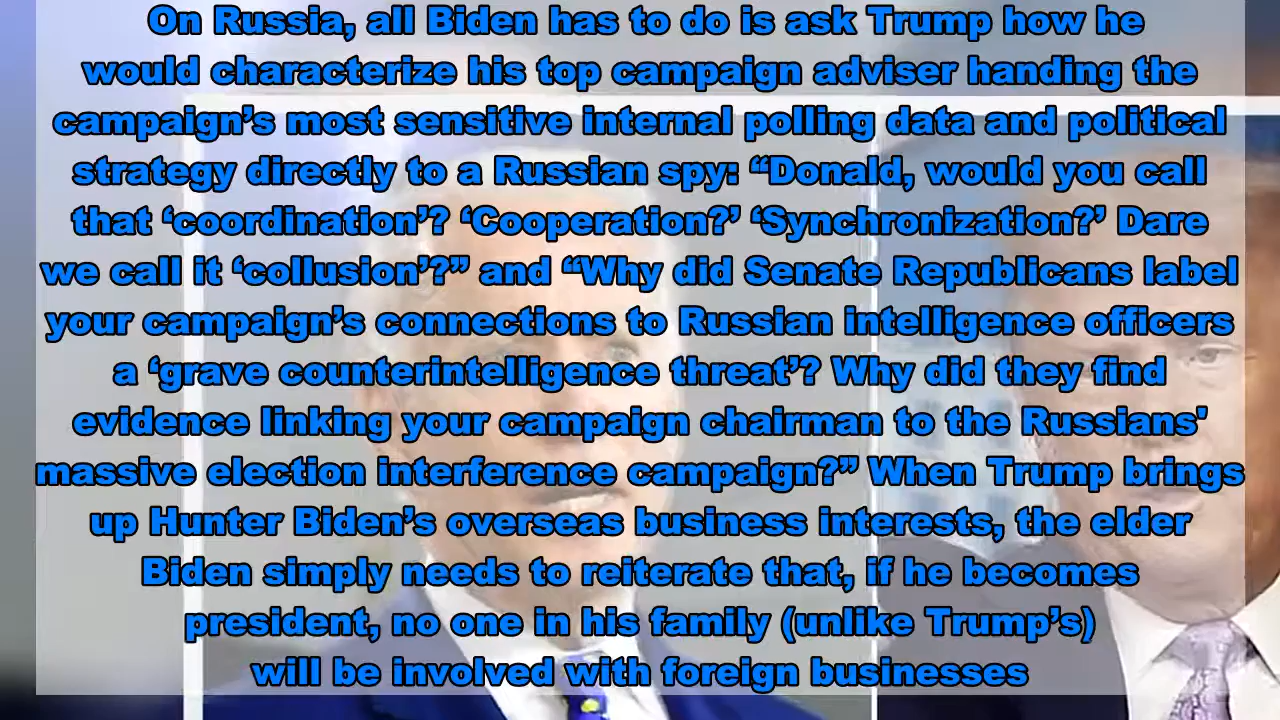 On Russia, all Biden has to do is ask Trump how he
would characterize his top campaign adviser handing the
campaign’s most sensitive internal polling data and political
strategy directly to a Russian spy: “Donald, would you call
that ‘coordination’? ‘Cooperation?’ ‘Synchronization?’ Dare
we call it ‘collusion’?” and “Why did Senate Republicans label
your campaign’s connections to Russian intelligence officers
a ‘grave counterintelligence threat’? Why did they find
evidence linking your campaign chairman to the Russians'
massive election interference campaign?” When Trump brings
up Hunter Biden’s overseas business interests, the elder
Biden simply needs to reiterate that, if he becomes
president, no one in his family (unlike Trump’s)
will be involved with foreign businesses